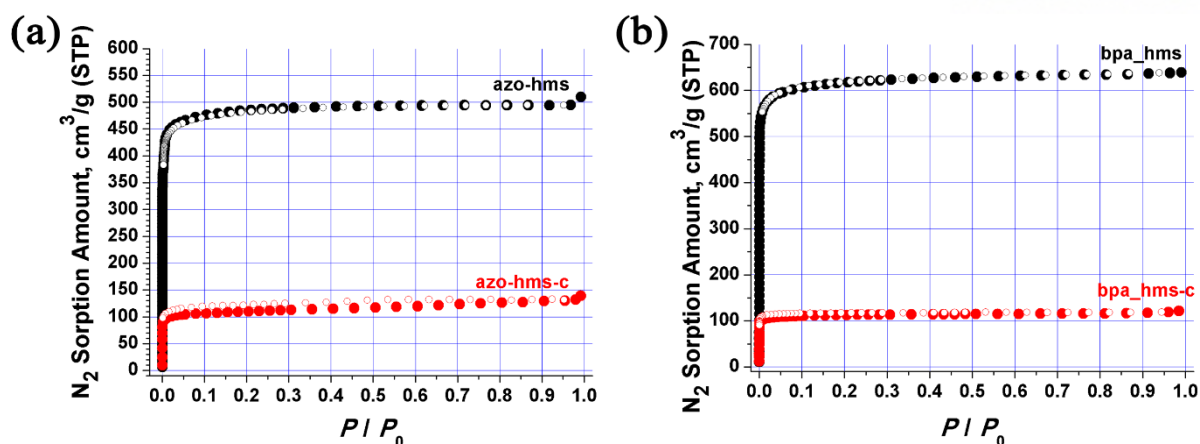 (a)
N2 Sorption Amount, cm3/g (STP)
600
550
500
450
400
350
300
250
200
150
100
50
0
azo-hms
azo-hms-c
0.0 0.1 0.2 0.3 0.4 0.5 0.6 0.7 0.8 0.9 1.0
P / P0
(b)
N2 Sorption Amount, cm3/g (STP)
700
600
500
400
300
200
100
0
bpa_hms
bpa_hms-c
0.0 0.1 0.2 0.3 0.4 0.5 0.6 0.7 0.8 0.9 1.0
P / P0